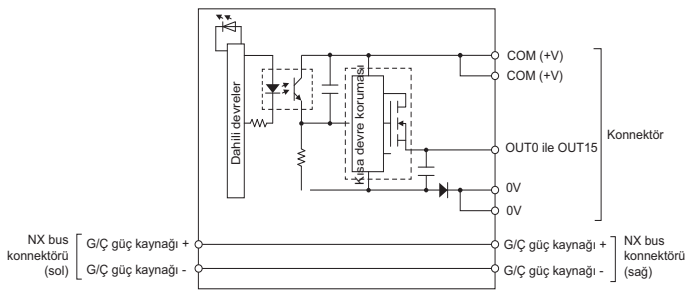 Dahili devreler
Kısa devre koruması
COM (+V)
COM (+V)
OUT0 ile OUT15
0V
0V
Konnektör
NX bus
konnektörü
(sol)
G/Ç güç kaynağı +
G/Ç güç kaynağı -
G/Ç güç kaynağı +
G/Ç güç kaynağı -
NX bus
konnektörü
(sağ)